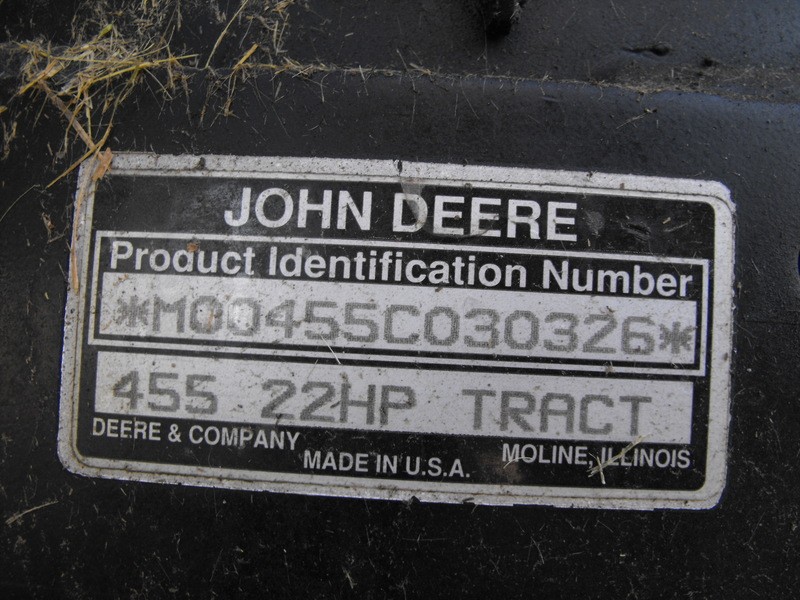 JOHN DEERE
Product Identification Number
*M00455C030326*
455 22HP TRACT
DEERE & COMPANY
MOLINE, ILLINOIS
MADE IN U.S.A.